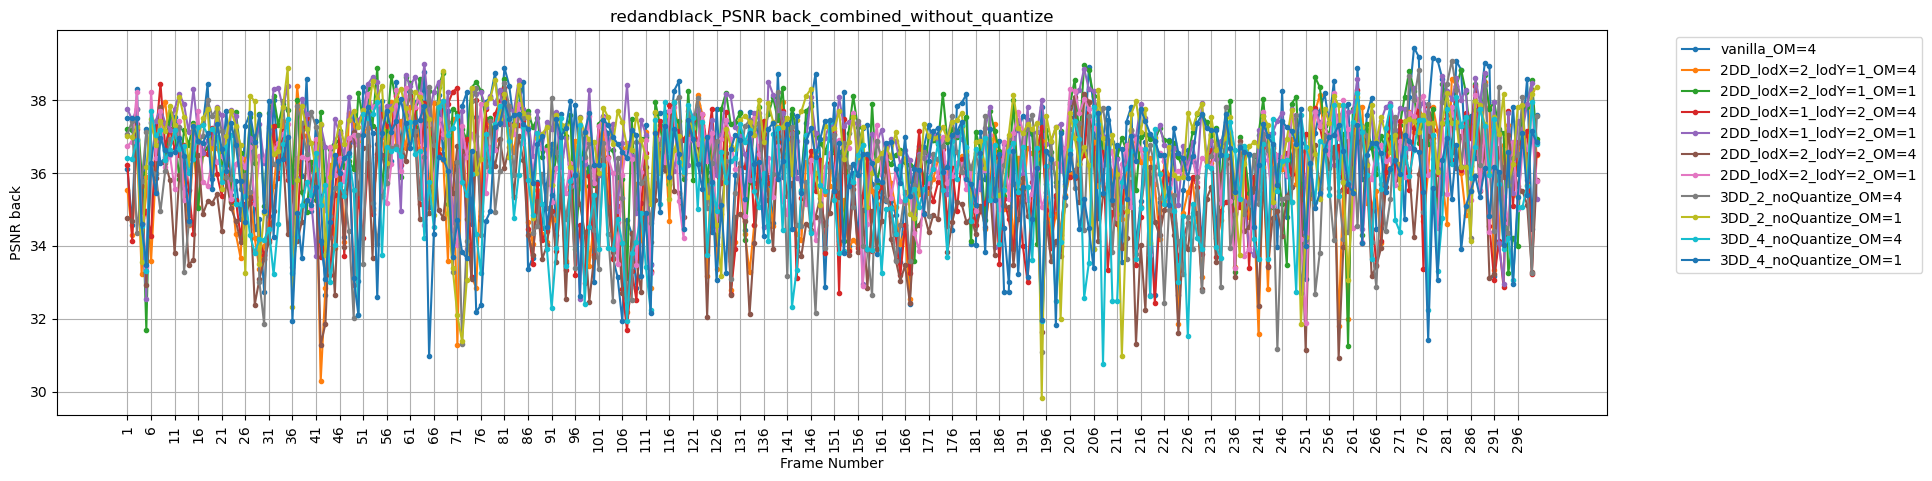 redandblack_PSNR back_combined_without_quantize
PSNR back
38
36
34
32
30
1 6 11 16 21 26 31 36 41 46 51 56 61 66 71 76 81 86 91 96 101 106 111 116 121 126 131 136 141 146 151 156 161 166 171 176 181 186 191 196 201 206 211 216 221 226 231 236 241 246 251 256 261 266 271 276 281 286 291 296
Frame Number
vanilla_OM=4
2DD_lodX=2_lodY=1_OM=4
2DD_lodX=2_lodY=1_OM=1
2DD_lodX=1_lodY=2_OM=4
2DD_lodX=1_lodY=2_OM=1
2DD_lodX=2_lodY=2_OM=4
2DD_lodX=2_lodY=2_OM=1
3DD_2_noQuantize_OM=4
3DD_2_noQuantize_OM=1
3DD_4_noQuantize_OM=4
3DD_4_noQuantize_OM=1